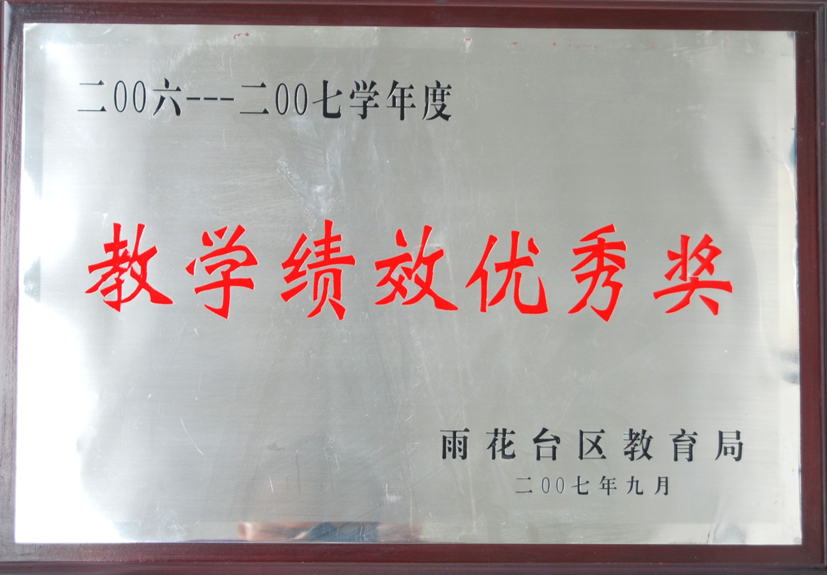 二00六---二00七学年度
教学绩效优秀奖
雨花台区教育局
二00七年九月